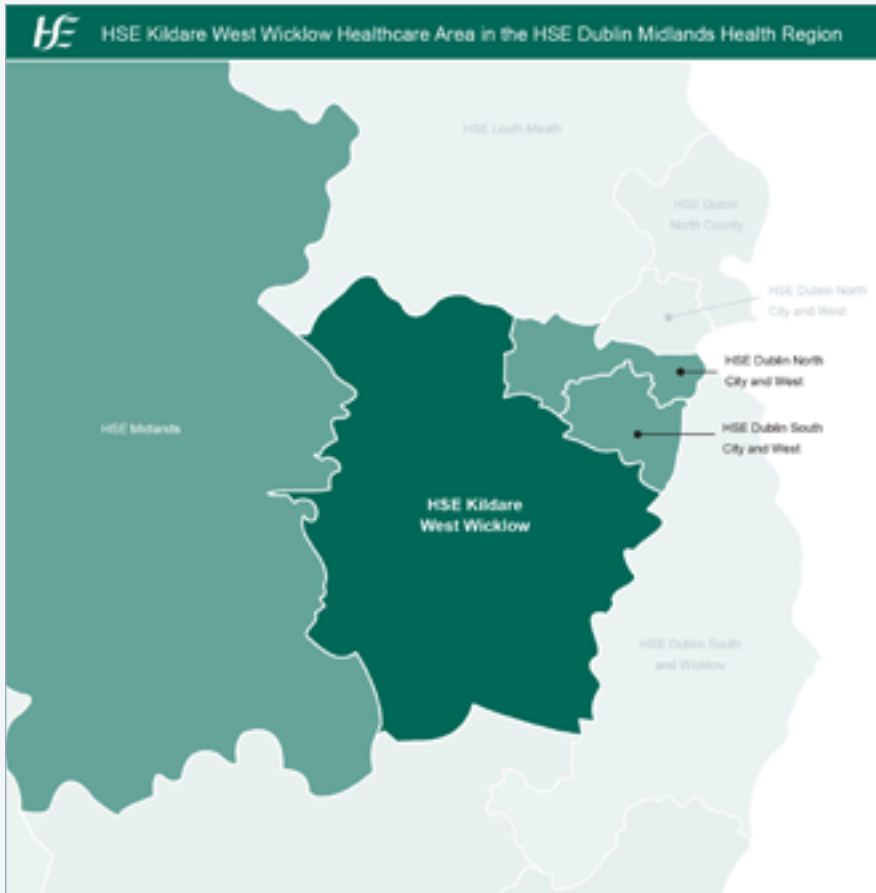 HSE Kildare West Wicklow Healthcare Area in the HSE Dublin Midlands Health Region
HSE Louth Meath
HSE Dublin
North County
HSE Dublin North
City and West
HSE Dublin North
City and West
HSE Midlands
HSE Dublin South
City and West
HSE Kildare
West Wicklow
HSE Dublin South
and Wicklow